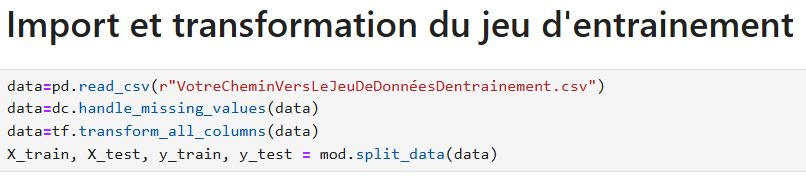 Import et transformation du jeu d'entrainement
data=pd.read_csv(r"VotreCheminVersLeJeuDeDonnéesDentrainement.csv")
data=dc.handle_missing_values(data)
data=tf.transform_all_columns(data)
X_train, X_test, y_train, y_test = mod.split_data(data)